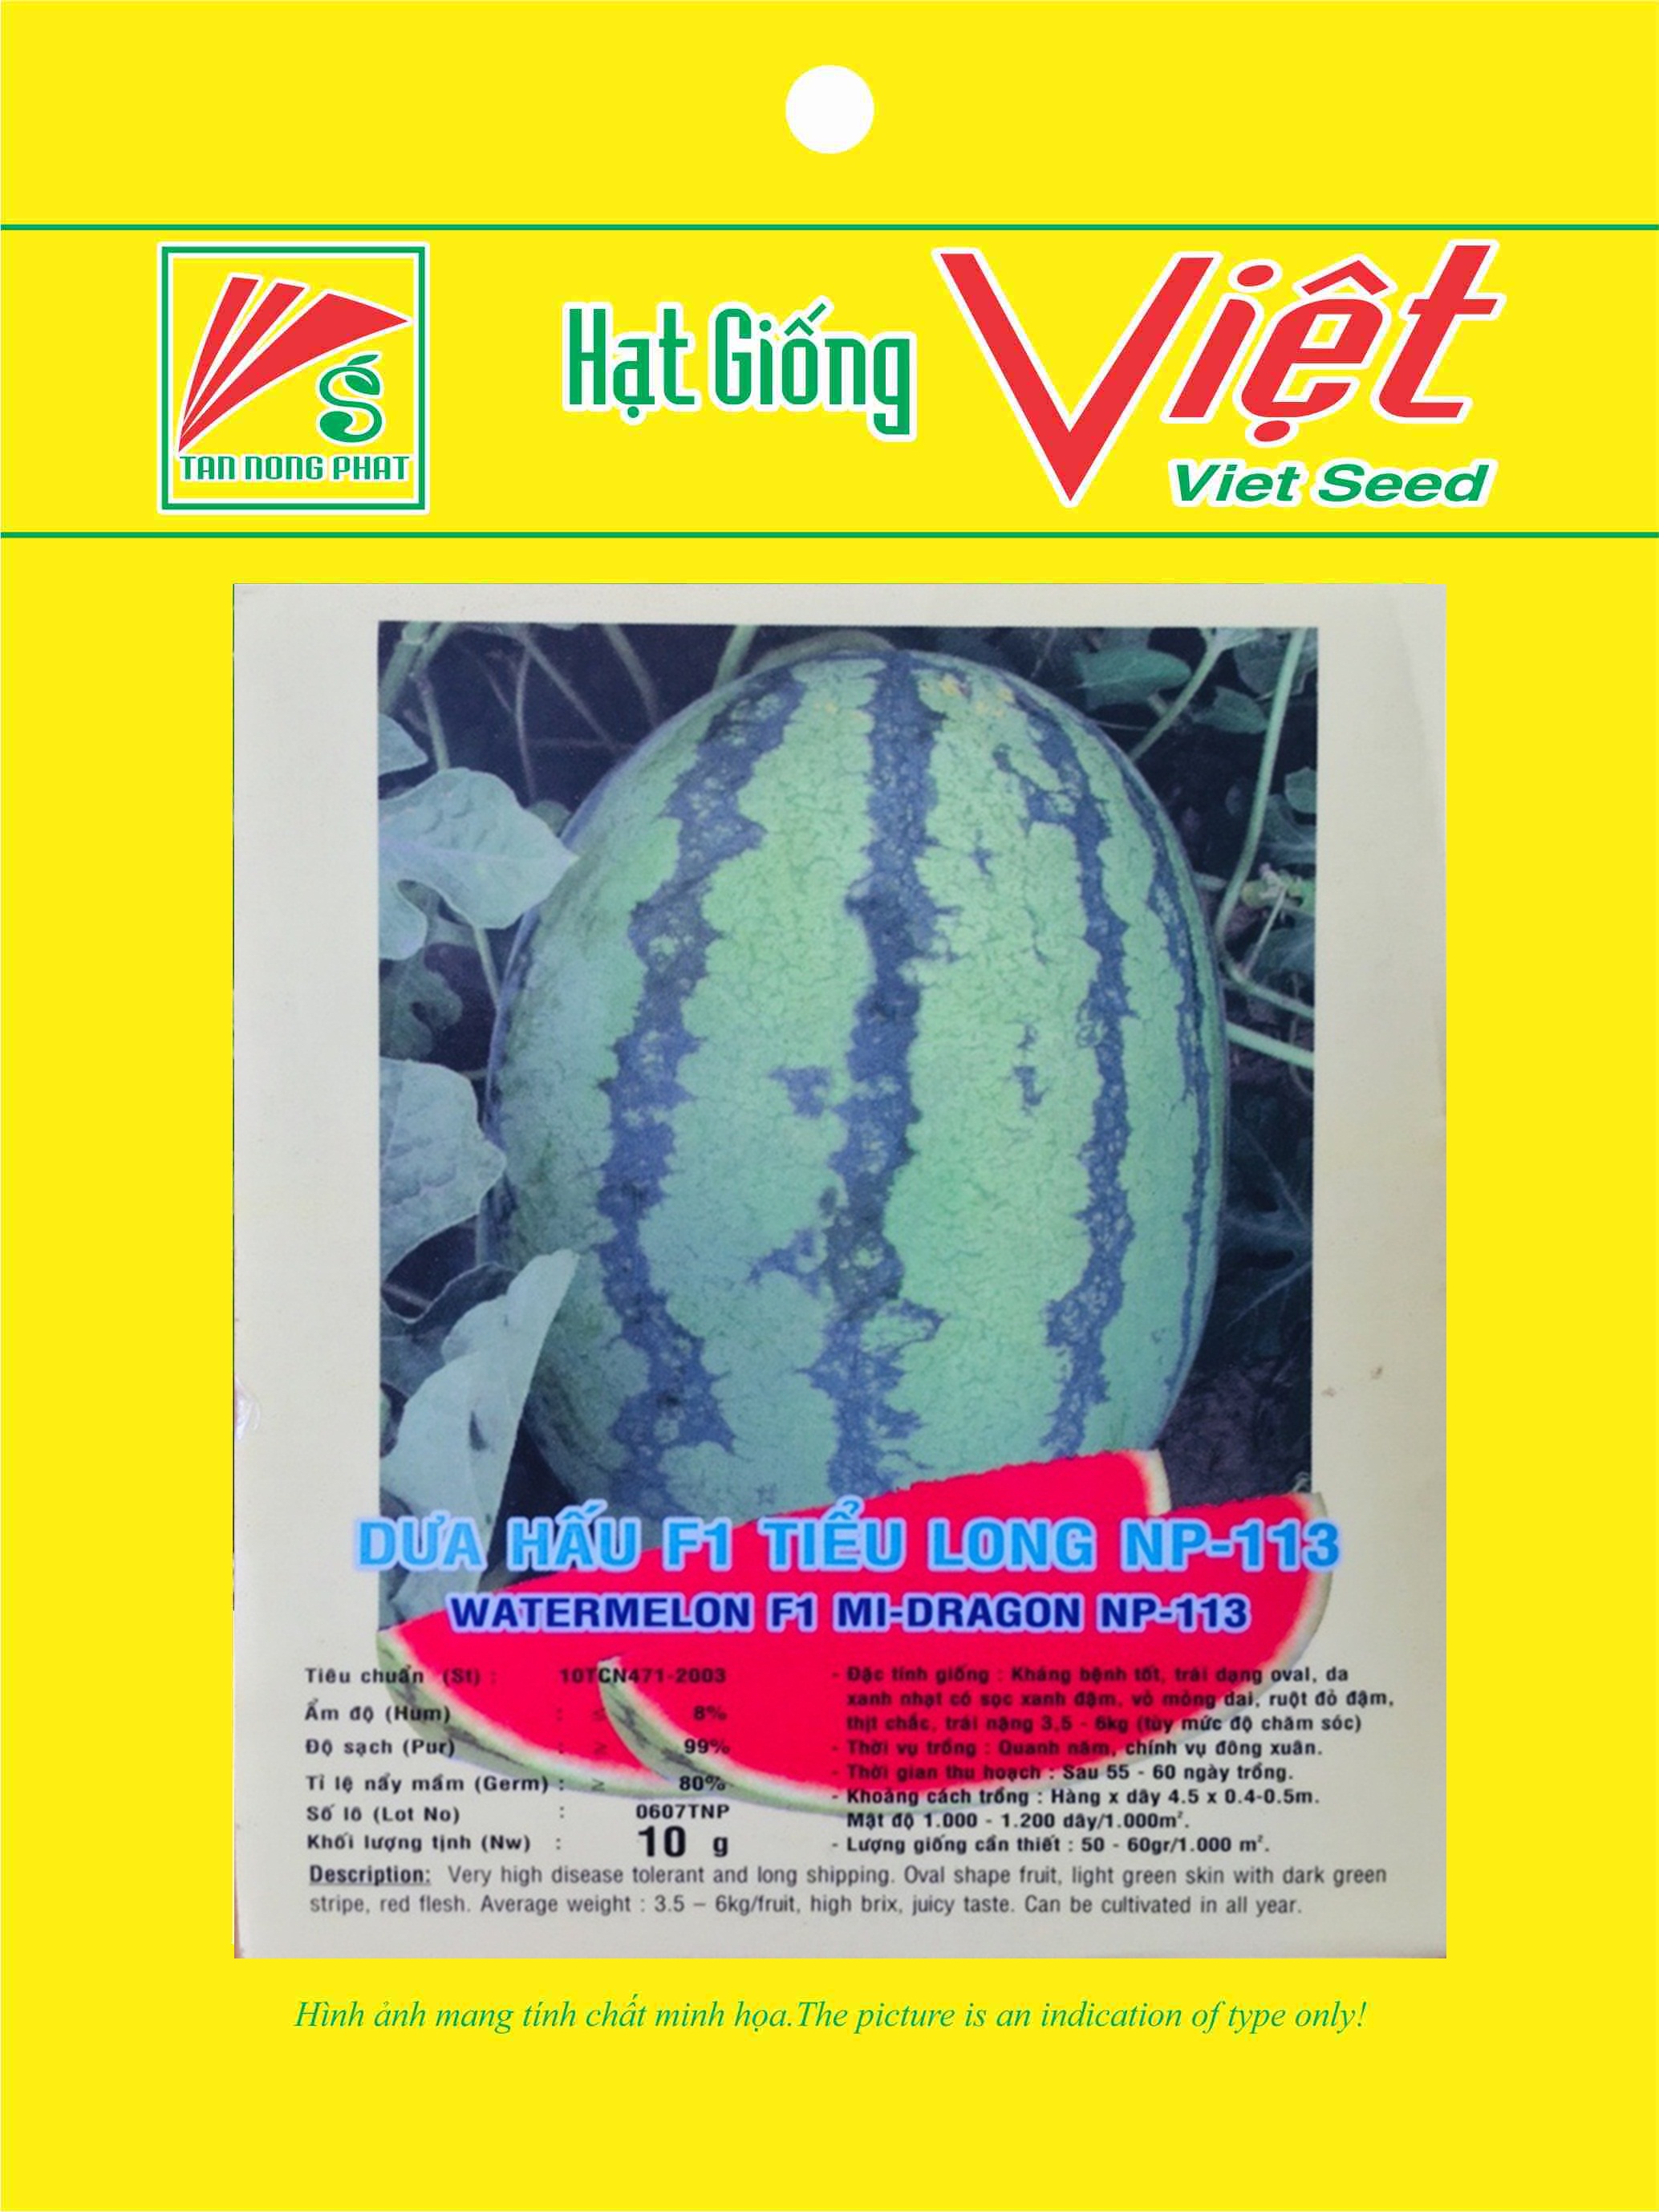 TAN NONG PHAT
Hạt Giống Việt
Viet Seed
DƯA HẤU F1 TIỂU LONG NP-113
WATERMELON F1 MI-DRAGON NP-113
Tiêu chuẩn (St) : 10TCN471-2003
Ẩm độ (Hum) : ≤ 8%
Độ sạch (Pur) : ≥ 99%
Tỉ lệ nẩy mầm (Germ) : ≥ 80%
Số lô (Lot No) : 0607TNP
Khối lượng tịnh (Nw) : 10 g
- Đặc tính giống : Kháng bệnh tốt, trái dạng oval, da
xanh nhạt có sọc xanh đậm, vỏ mỏng dai, ruột đỏ đậm,
thịt chắc, trái nặng 3,5 - 6kg (tùy mức độ chăm sóc)
- Thời vụ trồng : Quanh năm, chính vụ đông xuân.
- Thời gian thu hoạch : Sau 55 - 60 ngày trồng.
- Khoảng cách trồng : Hàng x dây 4.5 x 0.4-0.5m.
Mật độ 1.000 - 1.200 dây/1.000m².
- Lượng giống cần thiết : 50 - 60gr/1.000 m².
Description: Very high disease tolerant and long shipping. Oval shape fruit, light green skin with dark green
stripe, red flesh. Average weight : 3.5 – 6kg/fruit, high brix, juicy taste. Can be cultivated in all year.
Hình ảnh mang tính chất minh họa.The picture is an indication of type only!